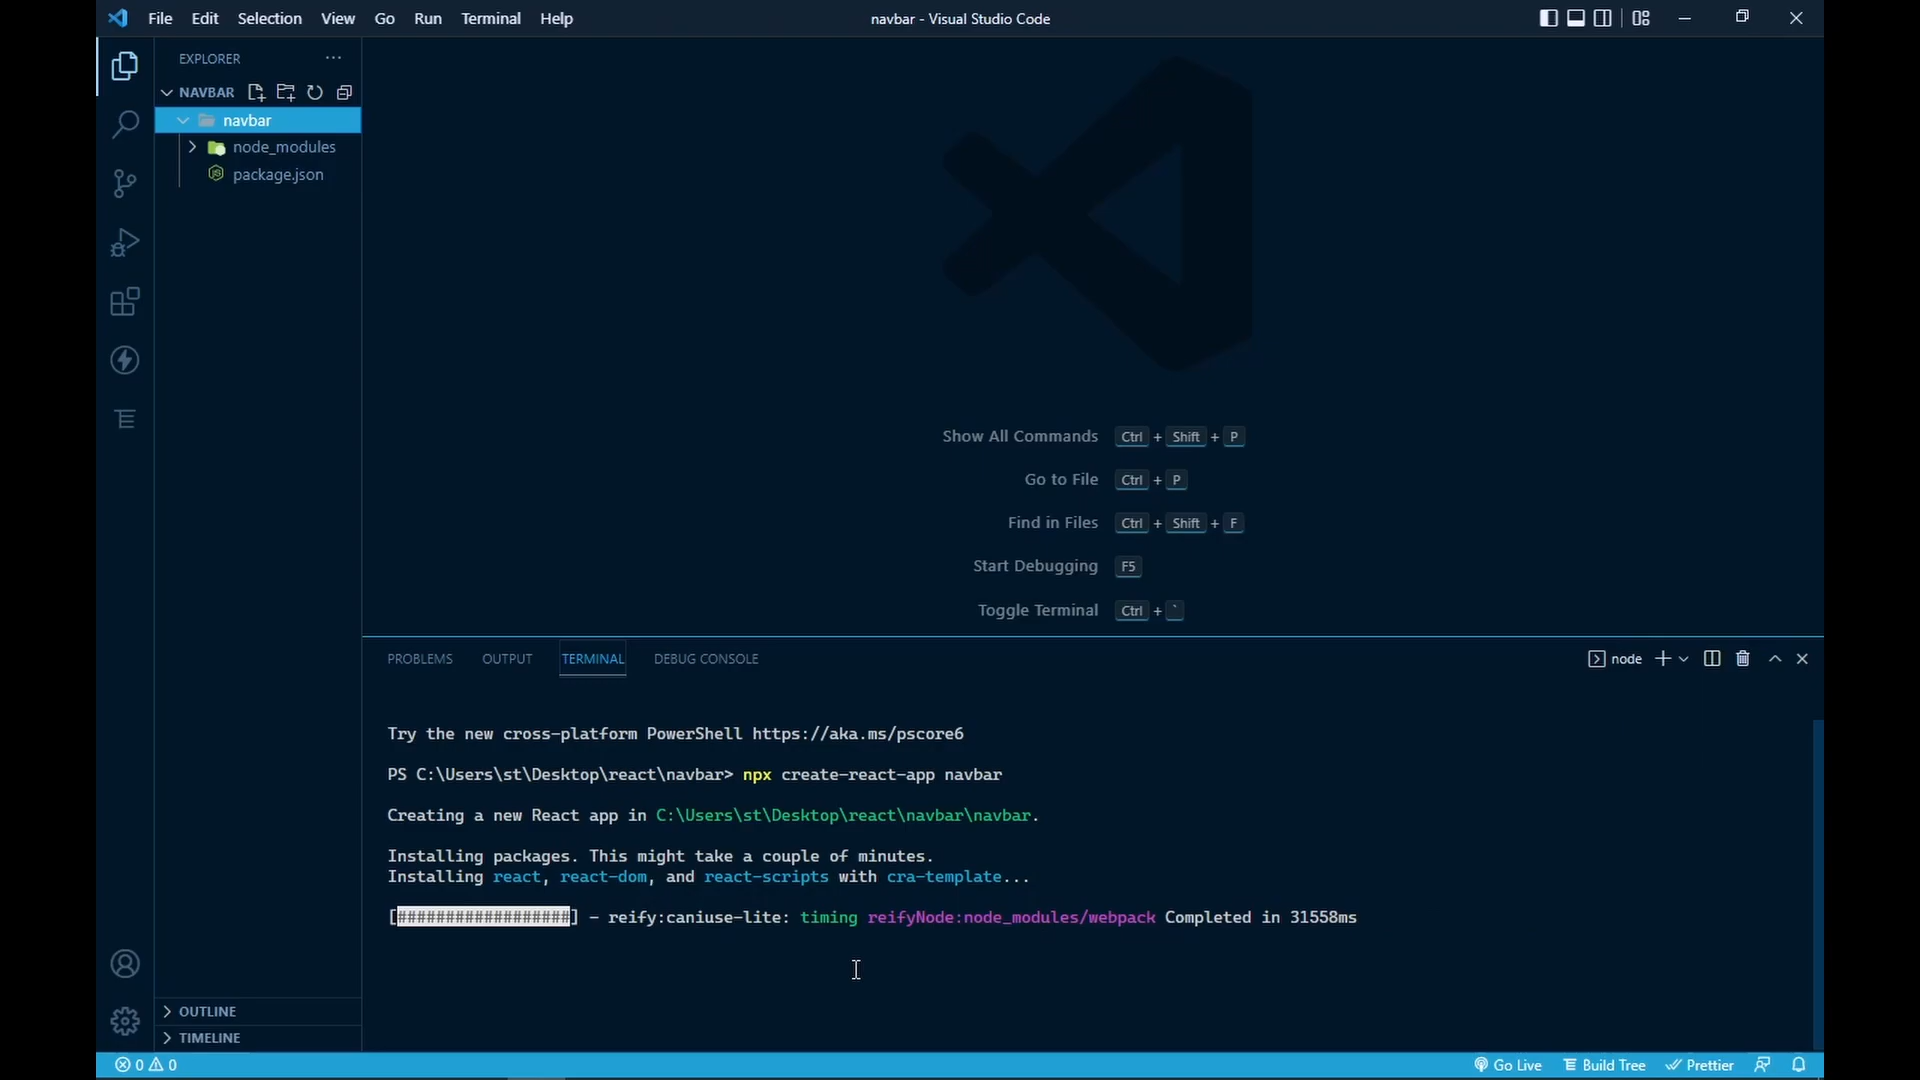 File Edit Selection View Go Run Terminal Help
navbar - Visual Studio Code
EXPLORER
NAVBAR
navbar
node_modules
package.json
Show All Commands Ctrl + Shift + P
Go to File Ctrl + P
Find in Files Ctrl + Shift + F
Start Debugging F5
Toggle Terminal Ctrl + `
PROBLEMS OUTPUT TERMINAL DEBUG CONSOLE
node
Try the new cross-platform PowerShell https://aka.ms/pscore6
PS C:\Users\st\Desktop\react\navbar> npx create-react-app navbar
Creating a new React app in C:\Users\st\Desktop\react\navbar\navbar.
Installing packages. This might take a couple of minutes.
Installing react, react-dom, and react-scripts with cra-template...
[##################] - reify:caniuse-lite: timing reifyNode:node_modules/webpack Completed in 31558ms
OUTLINE
TIMELINE
0 0
Go Live Build Tree Prettier